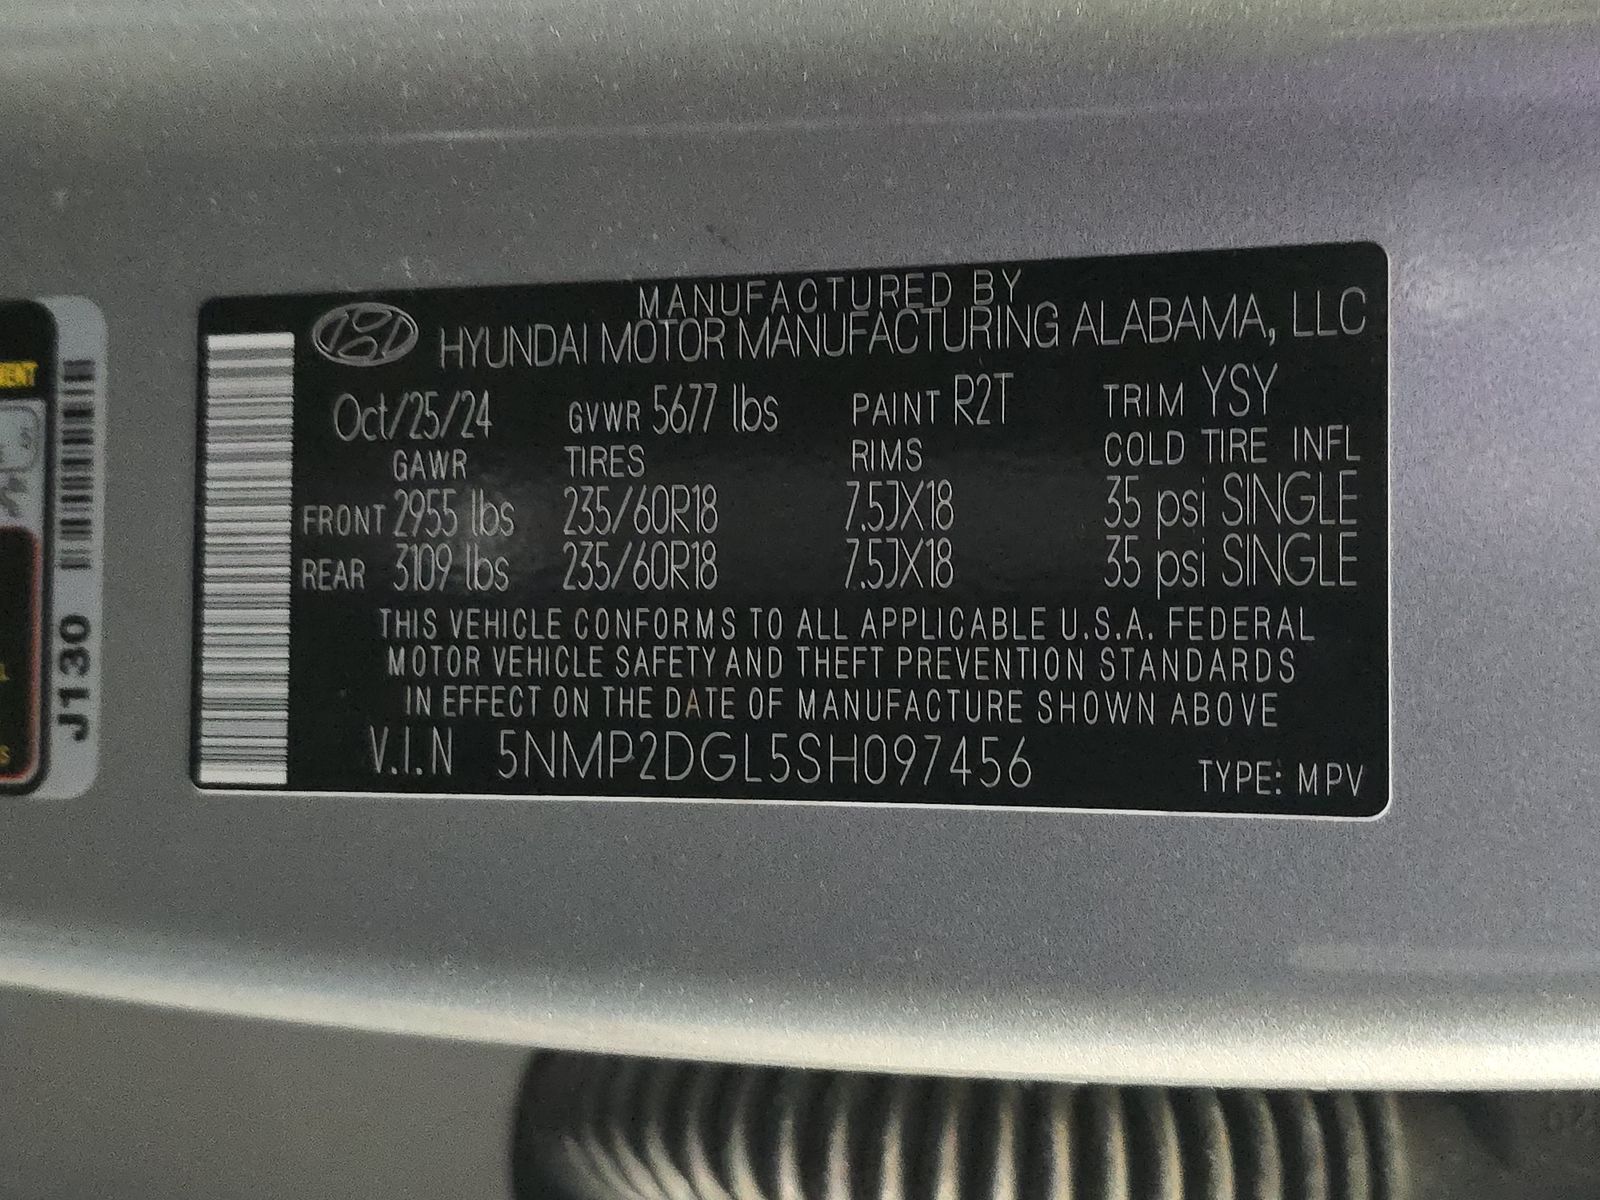 MANUFACTURED BY
HYUNDAI MOTOR MANUFACTURING ALABAMA, LLC
Oct/25/24 GVWR 5677 lbs PAINT R2T TRIM YSY
GAWR TIRES RIMS COLD TIRE INFL
FRONT 2955 lbs 235/60R18 7.5JX18 35 psi SINGLE
REAR 3109 lbs 235/60R18 7.5JX18 35 psi SINGLE
THIS VEHICLE CONFORMS TO ALL APPLICABLE U.S.A. FEDERAL
MOTOR VEHICLE SAFETY AND THEFT PREVENTION STANDARDS
IN EFFECT ON THE DATE OF MANUFACTURE SHOWN ABOVE
V.I.N 5NMP2DGL5SH097456 TYPE: MPV
J130